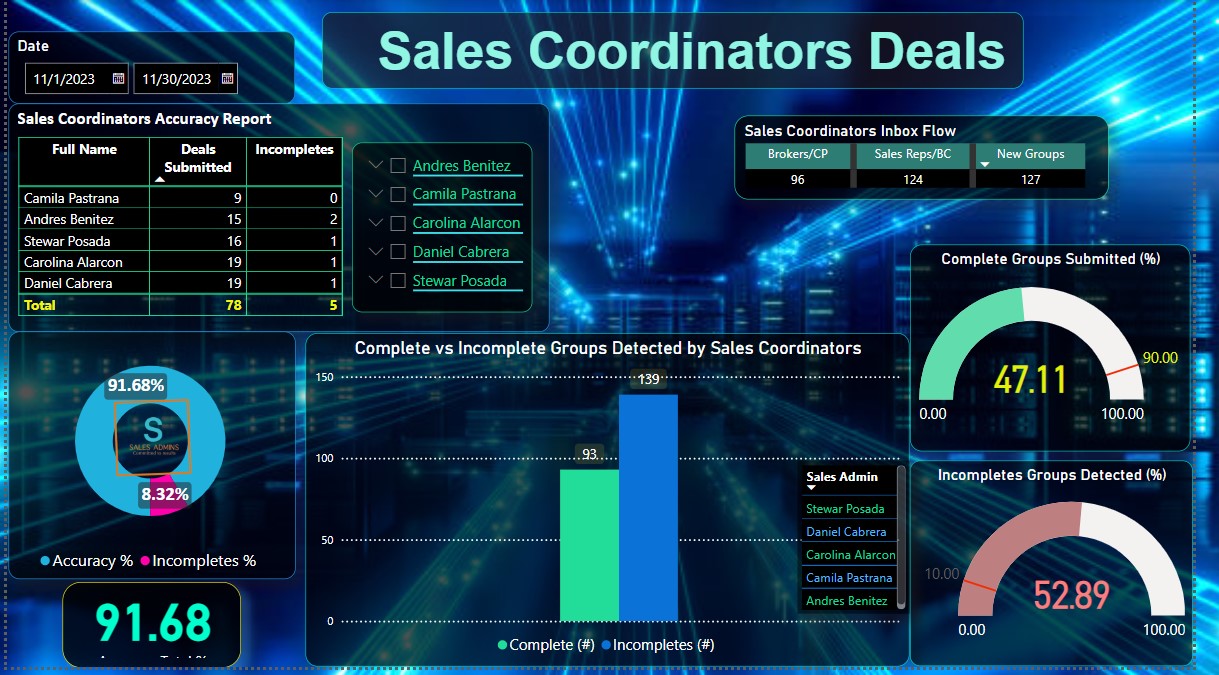 Sales Coordinators Deals
Date
11/1/2023 11/30/2023
Sales Coordinators Accuracy Report
Full Name Deals Submitted Incompletes
Camila Pastrana 9 0
Andres Benitez 15 2
Stewar Posada 16 1
Carolina Alarcon 19 1
Daniel Cabrera 19 1
Total 78 5
Andres Benitez
Camila Pastrana
Carolina Alarcon
Daniel Cabrera
Stewar Posada
Sales Coordinators Inbox Flow
Brokers/CP Sales Reps/BC New Groups
96 124 127
91.68%
S
SALES ADMINS
8.32%
Accuracy % Incompletes %
91.68
Complete vs Incomplete Groups Detected by Sales Coordinators
150
139
100
93
50
0
Sales Admin
Stewar Posada
Daniel Cabrera
Carolina Alarcon
Camila Pastrana
Andres Benitez
Complete (#) Incompletes (#)
Complete Groups Submitted (%)
90.00
47.11
0.00 100.00
Incompletes Groups Detected (%)
10.00
52.89
0.00 100.00